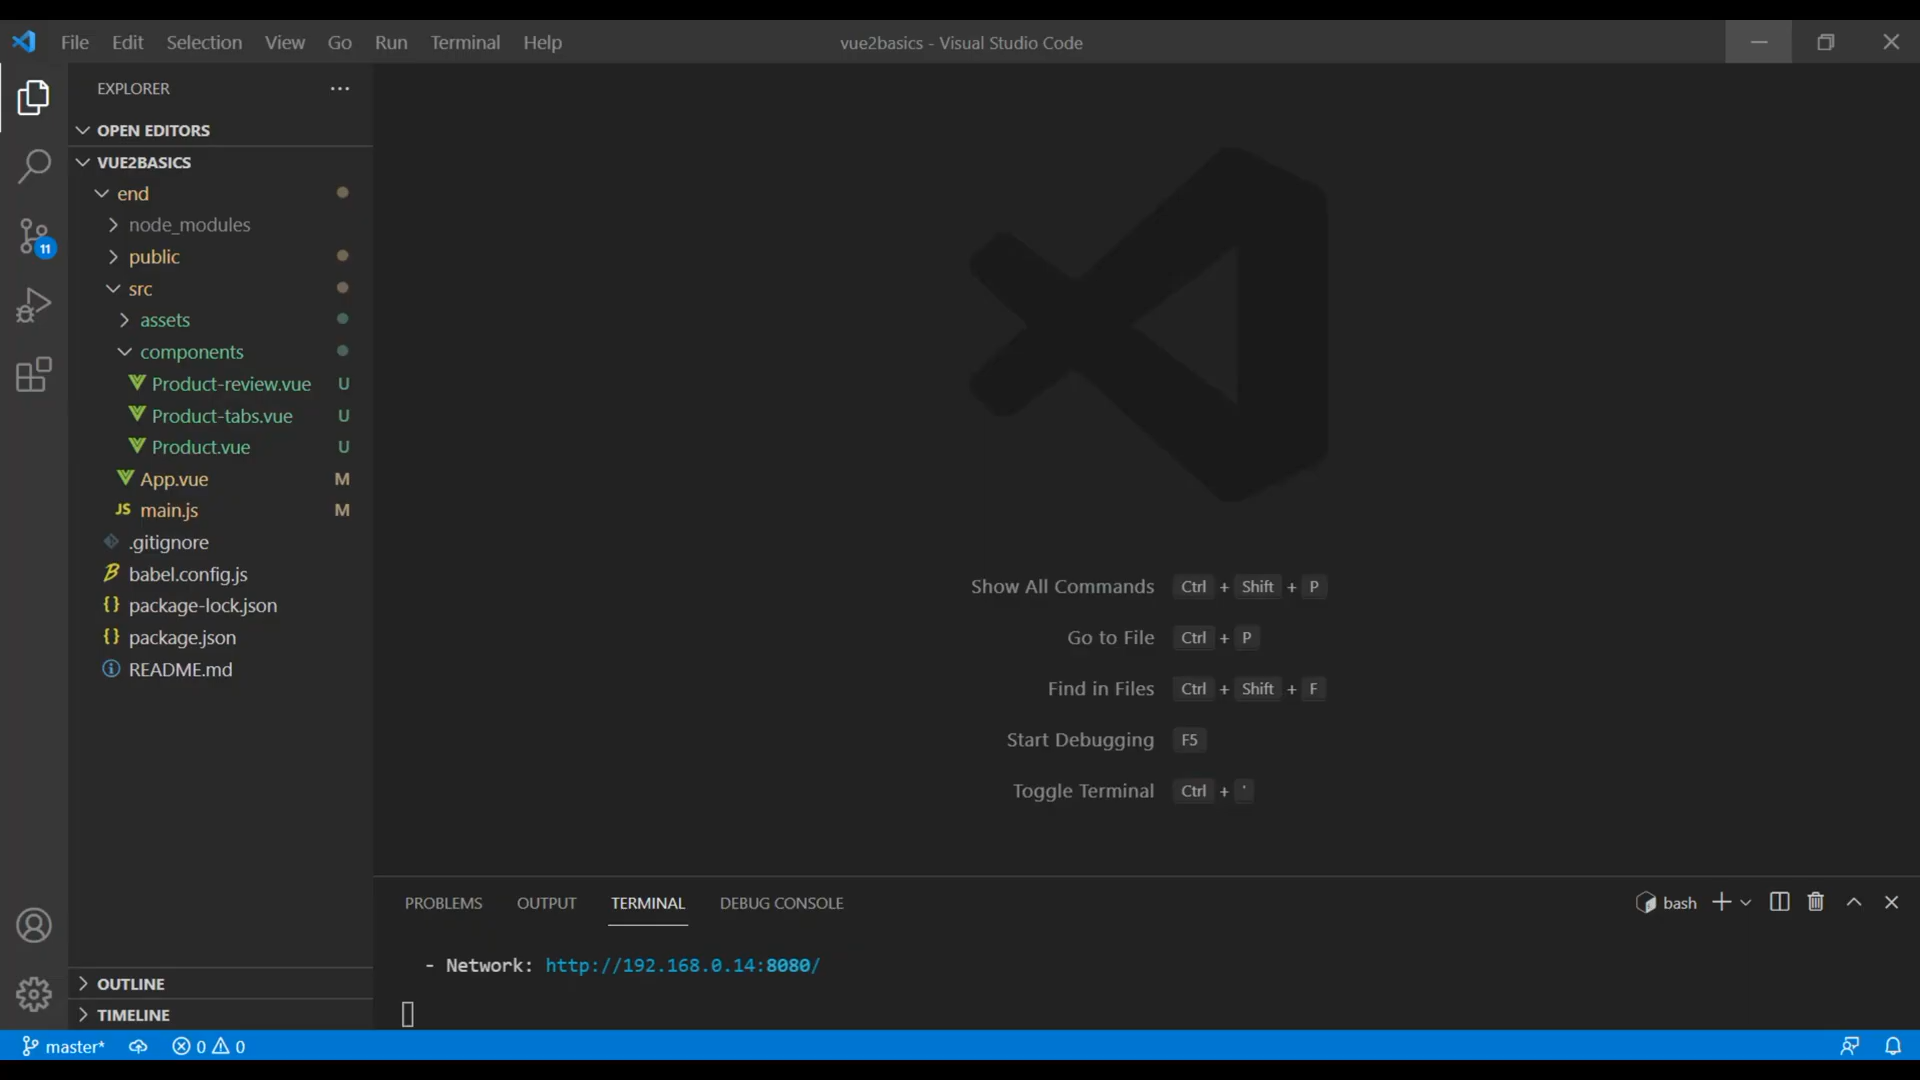 File Edit Selection View Go Run Terminal Help
vue2basics - Visual Studio Code
EXPLORER
OPEN EDITORS
VUE2BASICS
end
node_modules
public
src
assets
components
Product-review.vue U
Product-tabs.vue U
Product.vue U
App.vue M
JS main.js M
.gitignore
babel.config.js
{} package-lock.json
{} package.json
README.md
11
Show All Commands Ctrl + Shift + P
Go to File Ctrl + P
Find in Files Ctrl + Shift + F
Start Debugging F5
Toggle Terminal Ctrl + '
PROBLEMS OUTPUT TERMINAL DEBUG CONSOLE
bash
- Network: http://192.168.0.14:8080/
OUTLINE
TIMELINE
master* 0 0